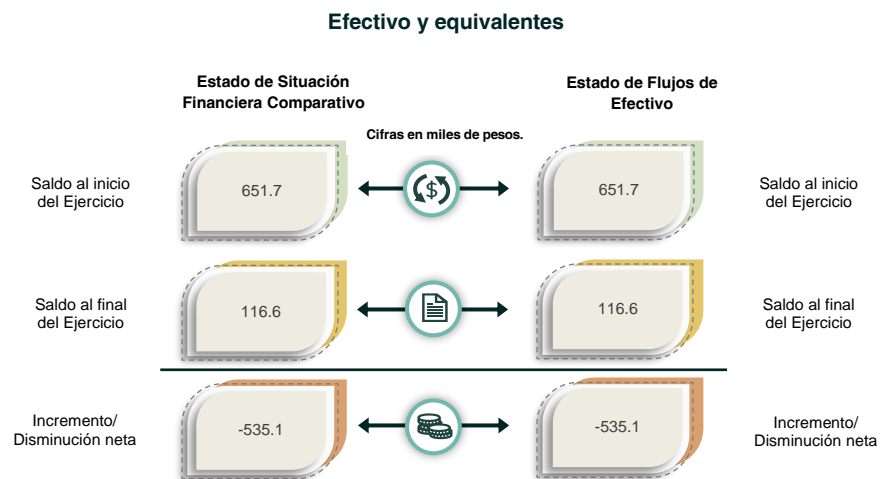 Efectivo y equivalentes
Estado de Situación
Financiera Comparativo
Estado de Flujos de
Efectivo
Cifras en miles de pesos.
Saldo al inicio
del Ejercicio
651.7
$
651.7
Saldo al inicio
del Ejercicio
Saldo al final
del Ejercicio
116.6
116.6
Saldo al final
del Ejercicio
Incremento/
Disminución neta
-535.1
-535.1
Incremento/
Disminución neta